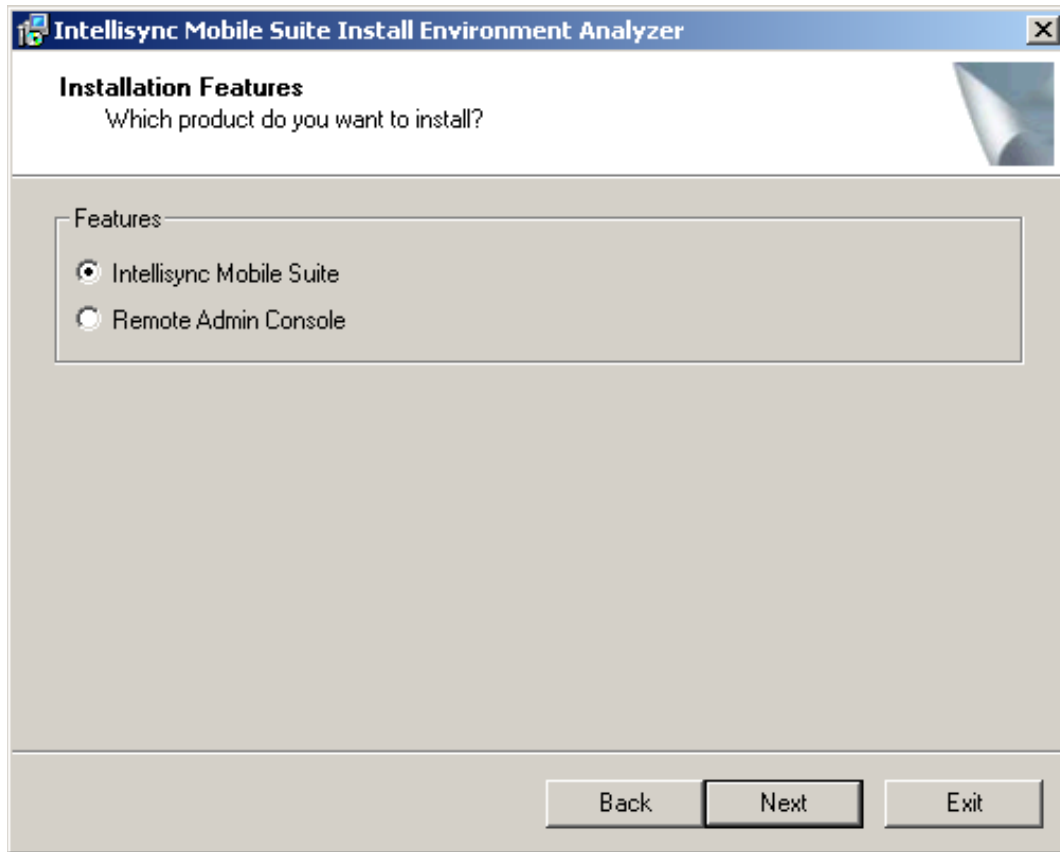 Intellisync Mobile Suite Install Environment Analyzer
Installation Features
Which product do you want to install?
Features
Intellisync Mobile Suite
Remote Admin Console
Back Next Exit